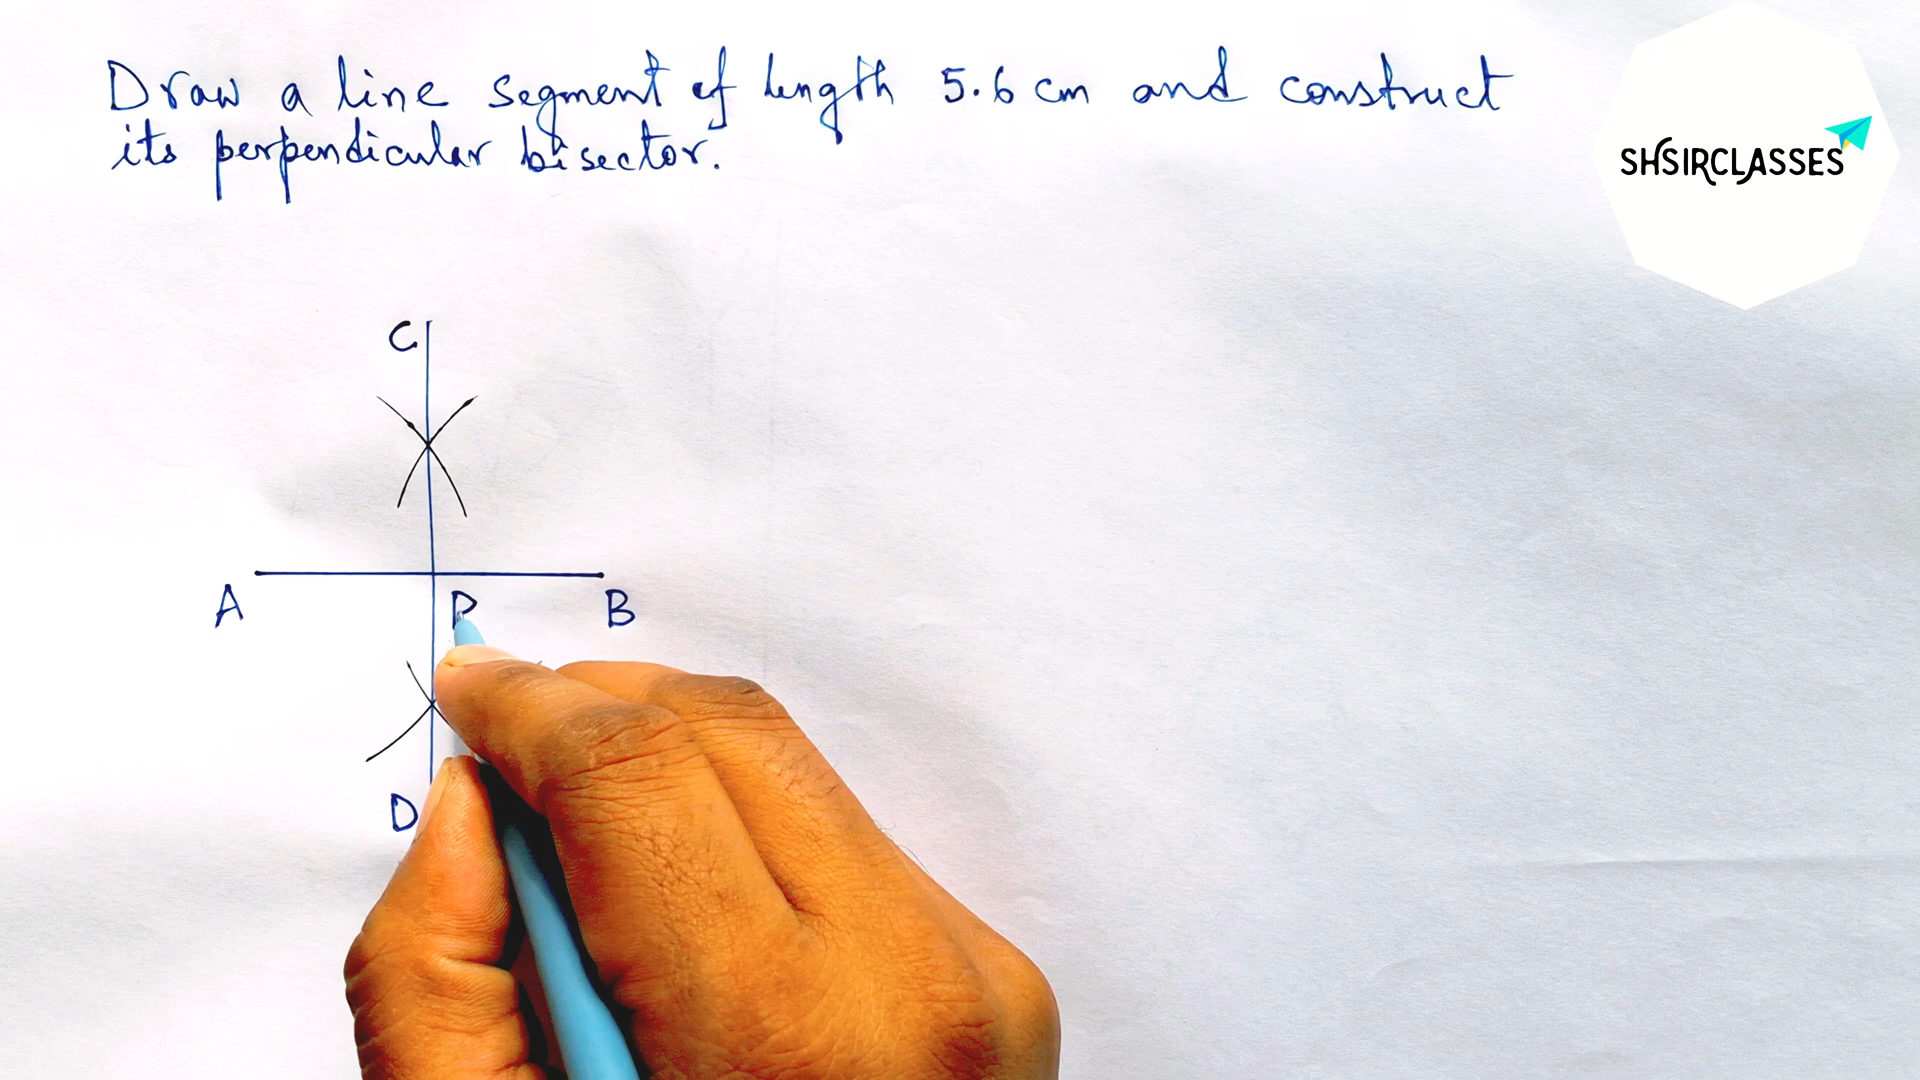 Draw a line segment of length 5.6 cm and construct
its perpendicular bisector.
SHSIRCLASSES
C
A
P
B
D